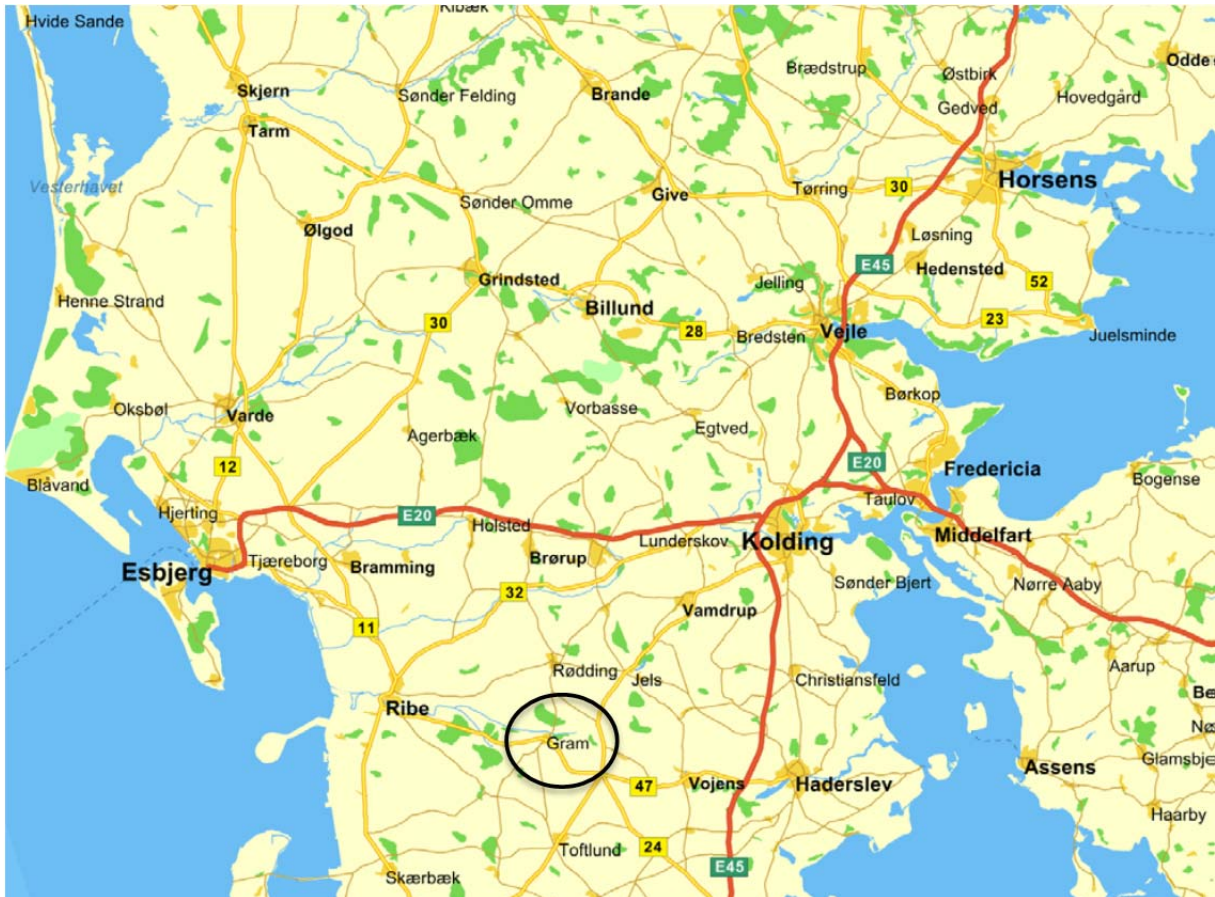 Hvide Sande
Ribæk
Skjern
Sønder Felding
Brande
Brædstrup
Østbirk
Odde
Hovedgård
Gedved
Tarm
Vesterhavet
Horsens
Tørring
30
Give
Sønder Omme
Ølgod
Løsning
Hedensted
E45
52
Grindsted
Jelling
Henne Strand
Billund
30
28
Bredsten
Vejle
23
Juelsminde
Oksbøl
Varde
Vorbasse
Børkop
Agerbæk
Egtved
12
E20
Fredericia
Blåvand
Bogense
Taulov
Hjerting
E20
Holsted
Lunderskov
Kolding
Middelfart
Brørup
Tjæreborg
Bramming
Esbjerg
Sønder Bjert
Nørre Aaby
32
Vamdrup
11
Rødding
Jels
Christiansfeld
Aarup
Ribe
Be
Nø
Gram
Glamsbje
Assens
47
Vojens
Haderslev
Haarby
Toftlund
24
Skærbæk
E45